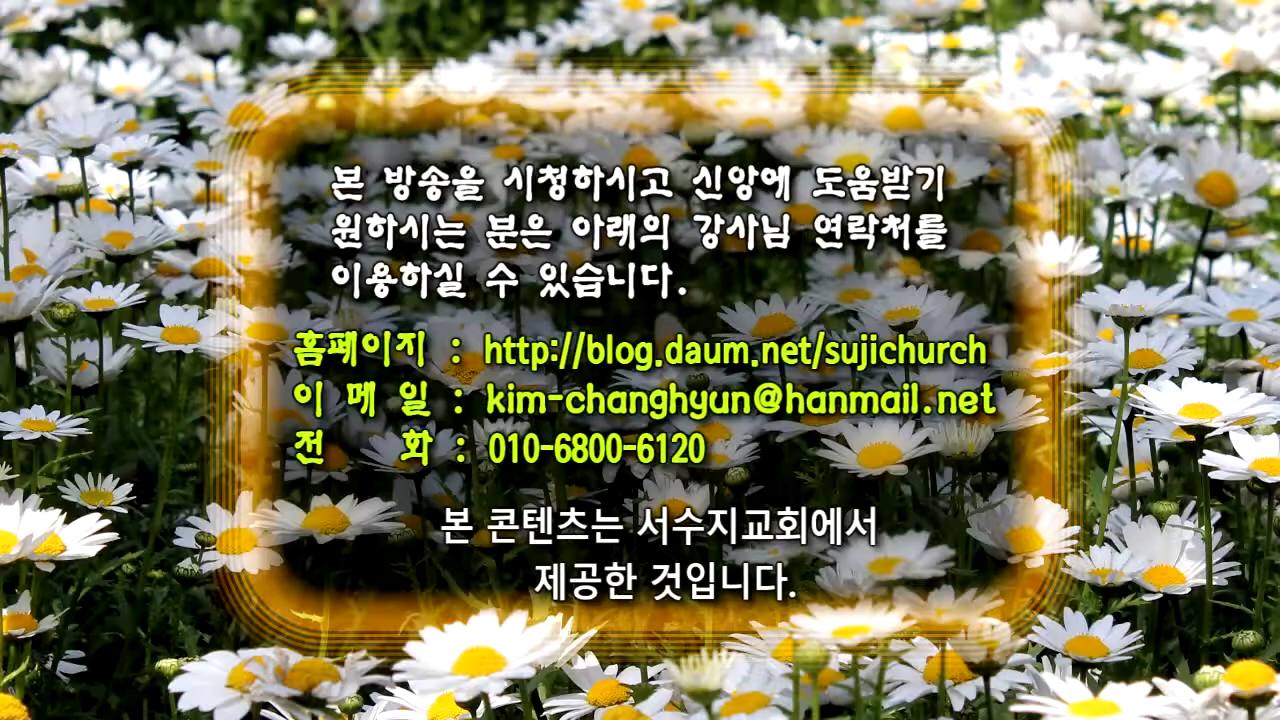 본 방송을 시청하시고 신앙에 도움받기
원하시는 분은 아래의 강사님 연락처를
이용하실 수 있습니다.
홈페이지 : http://blog.daum.net/sujichurch
이 메 일 : kim-changhyun@hanmail.net
전 화 : 010-6800-6120
본 콘텐츠는 서수지교회에서
제공한 것입니다.